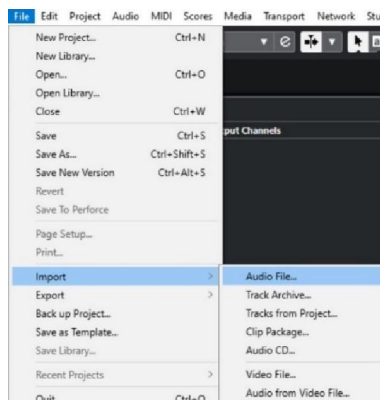 File Edit Project Audio MIDI Scores Media Transport Network
New Project... Ctrl+N
New Library...
Open... Ctrl+O
Open Library...
Close Ctrl+W
put Channels
Save Ctrl+S
Save As... Ctrl+Shift+S
Save New Version Ctrl+Alt+S
Revert
Save To Perforce
Page Setup...
Print...
Import > Audio File...
Export > Track Archive...
Back up Project... Tracks from Project...
Save as Template... Clip Package...
Save Library... Audio CD...
Recent Projects > Video File...
Quit Ctrl+Q Audio from Video File...